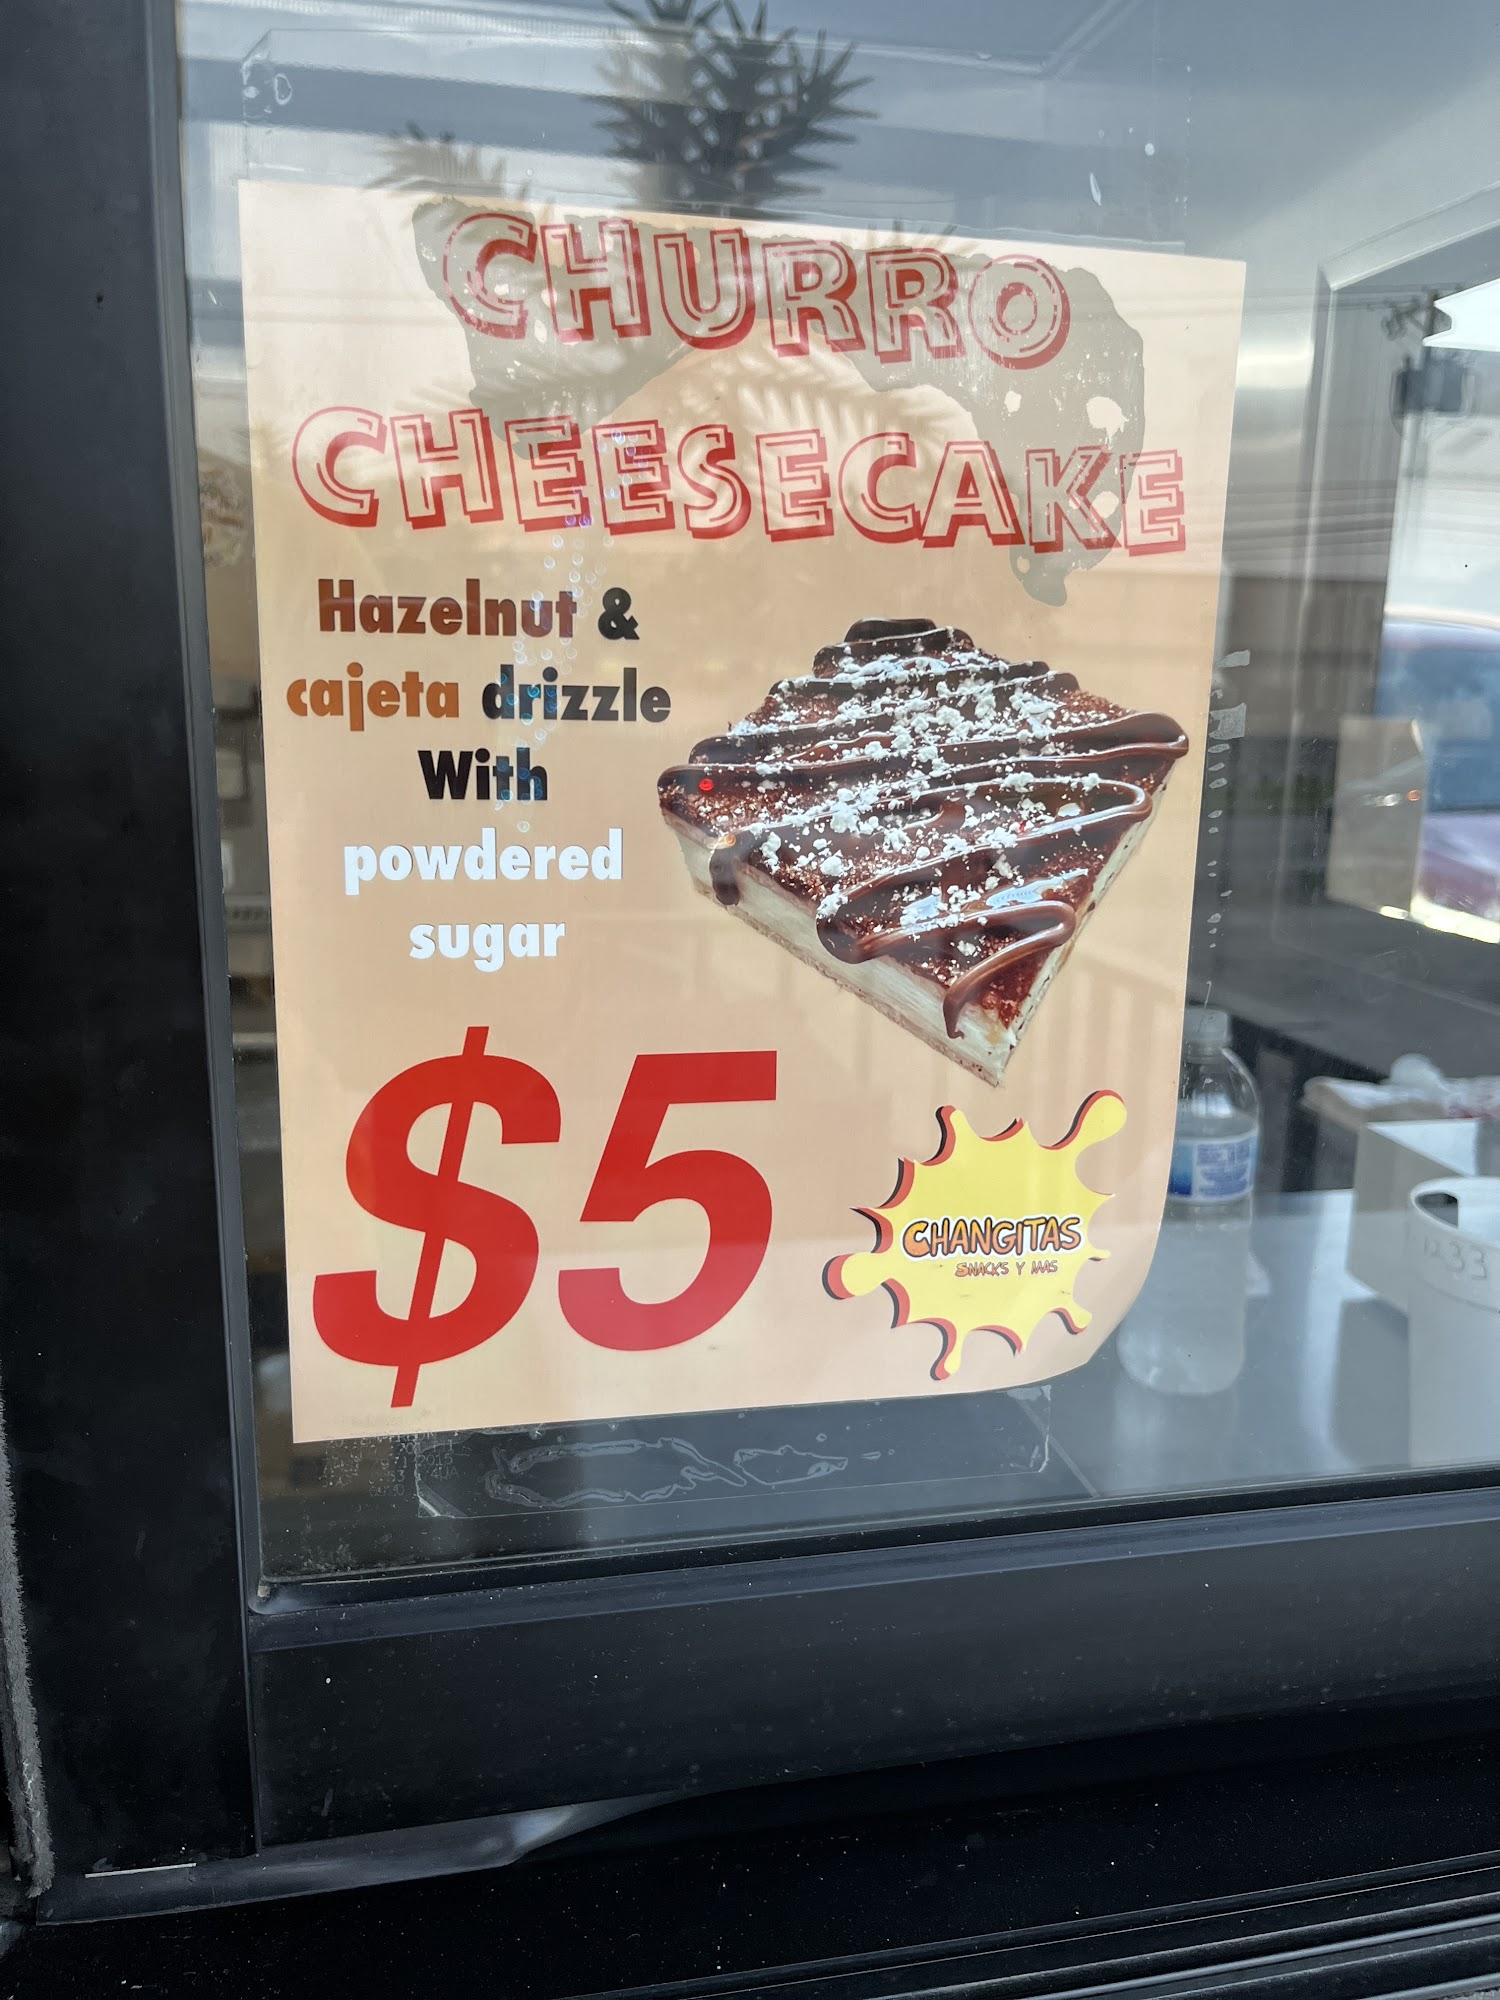 CHURRO
CHEESECAKE
Hazelnut &
cajeta drizzle
With
powdered
sugar
$5
CHANGITAS
SNACKS Y MAS